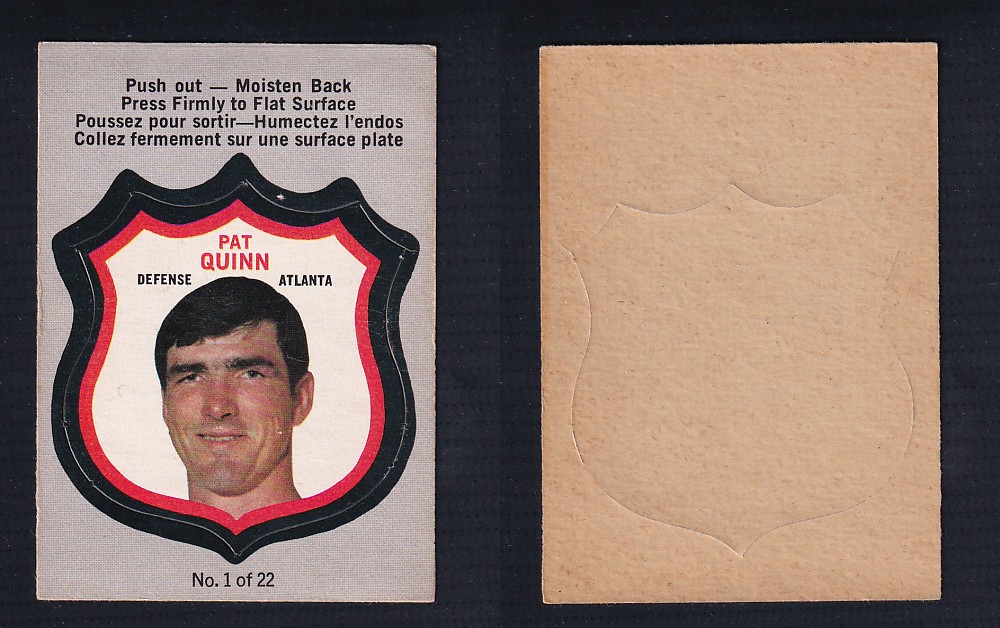 Push out — Moisten Back
Press Firmly to Flat Surface
Poussez pour sortir—Humectez l'endos
Collez fermement sur une surface plate
PAT
QUINN
DEFENSE ATLANTA
No. 1 of 22